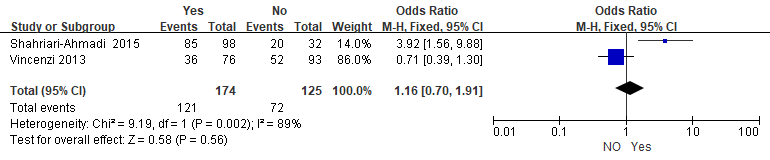 Yes No Odds Ratio Odds Ratio
Study or Subgroup Events Total Events Total Weight M-H, Fixed, 95% CI M-H, Fixed, 95% CI
Shahriari-Ahmadi 2015 85 98 20 32 14.0% 3.92 [1.56, 9.88]
Vincenzi 2013 36 76 52 93 86.0% 0.71 [0.39, 1.30]
Total (95% CI) 174 125 100.0% 1.16 [0.70, 1.91]
Total events 121 72
Heterogeneity: Chi² = 9.19, df = 1 (P = 0.002); I² = 89%
Test for overall effect: Z = 0.58 (P = 0.56)
0.01 0.1 1 10 100
NO Yes